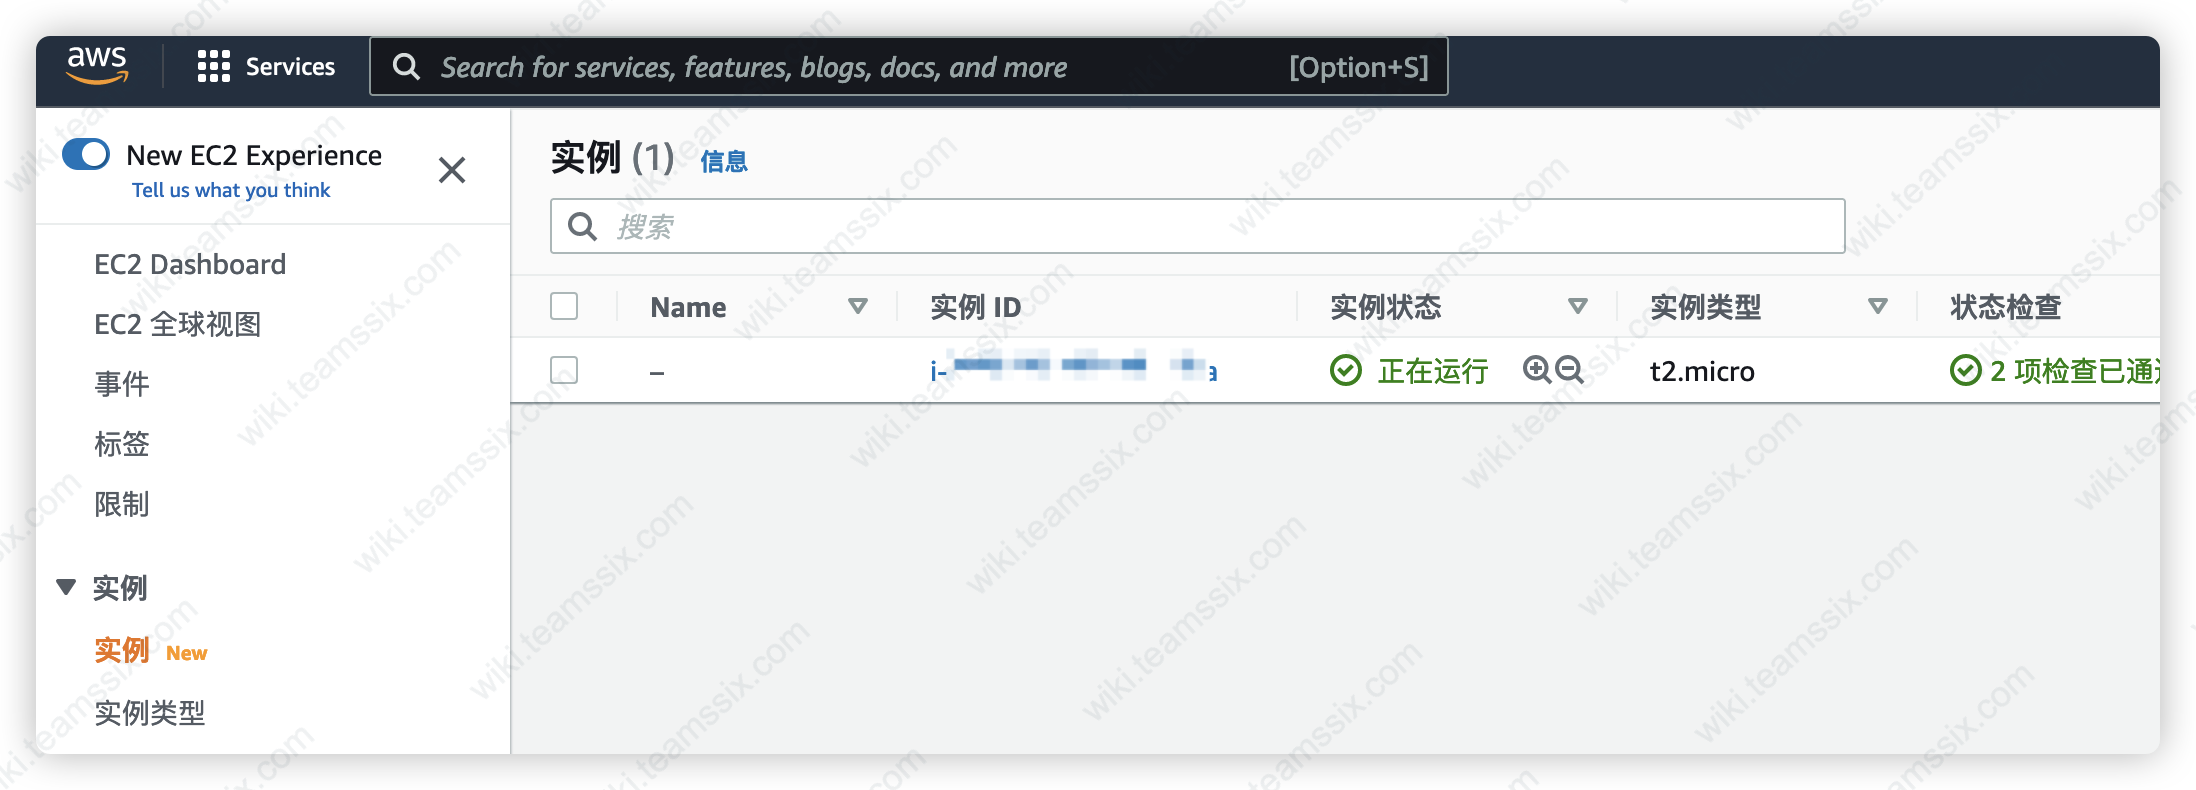 aws
Services
Search for services, features, blogs, docs, and more
[Option+S]
New EC2 Experience
Tell us what you think
EC2 Dashboard
EC2 全球视图
事件
标签
限制
实例
实例 New
实例类型
实例 (1) 信息
搜索
Name 实例 ID 实例状态 实例类型 状态检查
– i- a 正在运行 t2.micro 2 项检查已通
wiki.teamssix.com